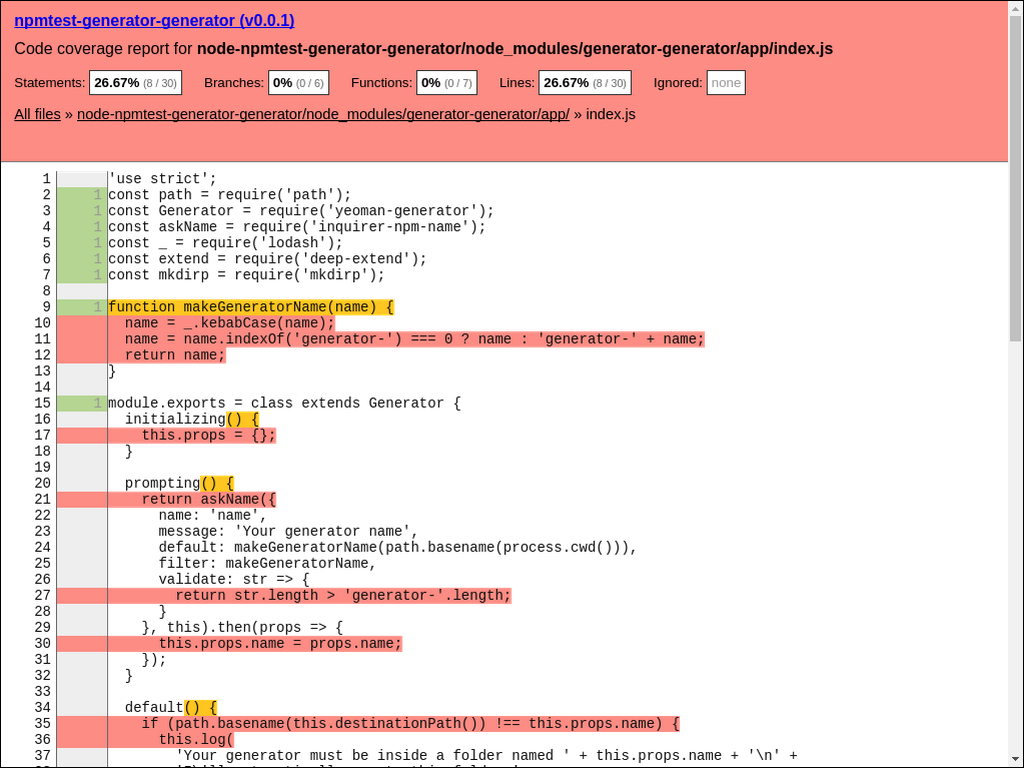 npmtest-generator-generator (v0.0.1)
Code coverage report for node-npmtest-generator-generator/node_modules/generator-generator/app/index.js
Statements: 26.67% (8 / 30) Branches: 0% (0 / 6) Functions: 0% (0 / 7) Lines: 26.67% (8 / 30) Ignored: none
All files » node-npmtest-generator-generator/node_modules/generator-generator/app/ » index.js
1 'use strict';
2 1 const path = require('path');
3 1 const Generator = require('yeoman-generator');
4 1 const askName = require('inquirer-npm-name');
5 1 const _ = require('lodash');
6 1 const extend = require('deep-extend');
7 1 const mkdirp = require('mkdirp');
8
9 1 function makeGeneratorName(name) {
10   name = _.kebabCase(name);
11   name = name.indexOf('generator-') === 0 ? name : 'generator-' + name;
12   return name;
13 }
14
15 1 module.exports = class extends Generator {
16   initializing() {
17     this.props = {};
18   }
19
20   prompting() {
21     return askName({
22       name: 'name',
23       message: 'Your generator name',
24       default: makeGeneratorName(path.basename(process.cwd())),
25       filter: makeGeneratorName,
26       validate: str => {
27         return str.length > 'generator-'.length;
28       }
29     }, this).then(props => {
30       this.props.name = props.name;
31     });
32   }
33
34   default() {
35     if (path.basename(this.destinationPath()) !== this.props.name) {
36       this.log(
37         'Your generator must be inside a folder named ' + this.props.name + '\n' +